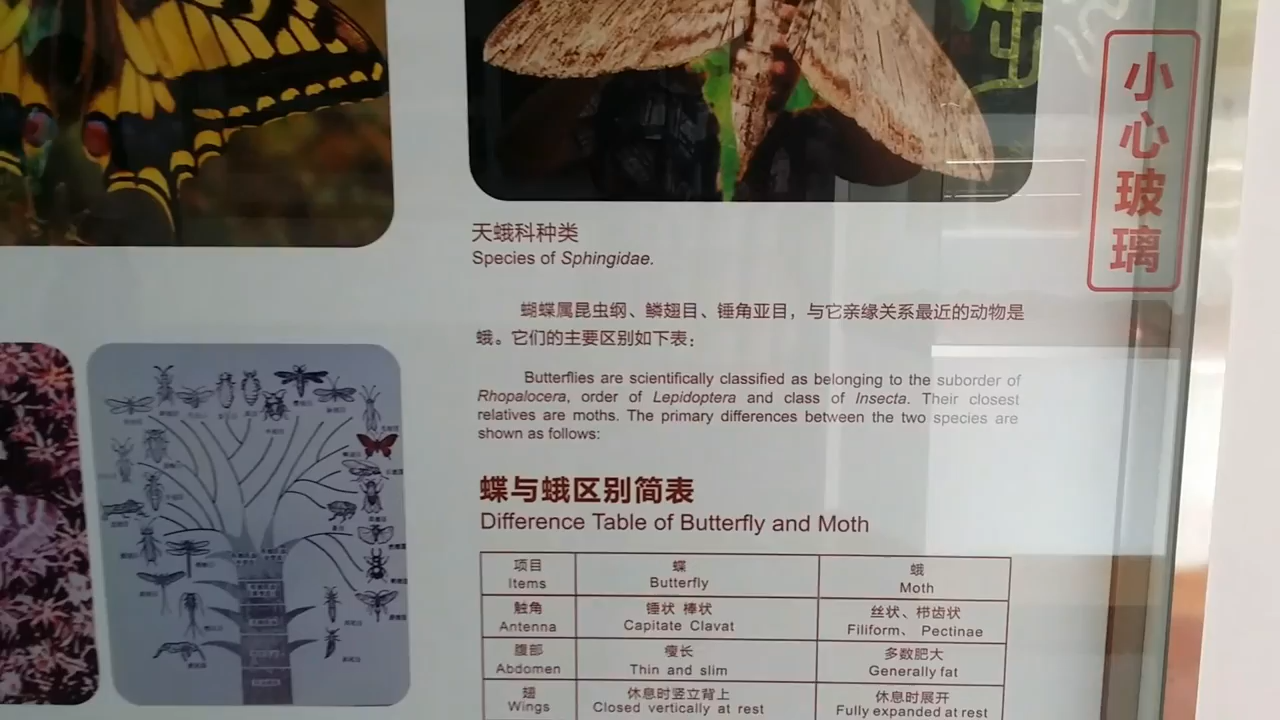 小心玻璃
天蛾科种类
Species of Sphingidae.
蝴蝶属昆虫纲、鳞翅目、锤角亚目，与它亲缘关系最近的动物是
蛾。它们的主要区别如下表：
Butterflies are scientifically classified as belonging to the suborder of
Rhopalocera, order of Lepidoptera and class of Insecta. Their closest
relatives are moths. The primary differences between the two species are
shown as follows:
蝶与蛾区别简表
Difference Table of Butterfly and Moth
项目 蝶 蛾
Items Butterfly Moth
触角 锤状 棒状 丝状、栉齿状
Antenna Capitate Clavat Filiform、 Pectinae
腹部 瘦长 多数肥大
Abdomen Thin and slim Generally fat
翅 休息时竖立背上 休息时展开
Wings Closed vertically at rest Fully expanded at rest